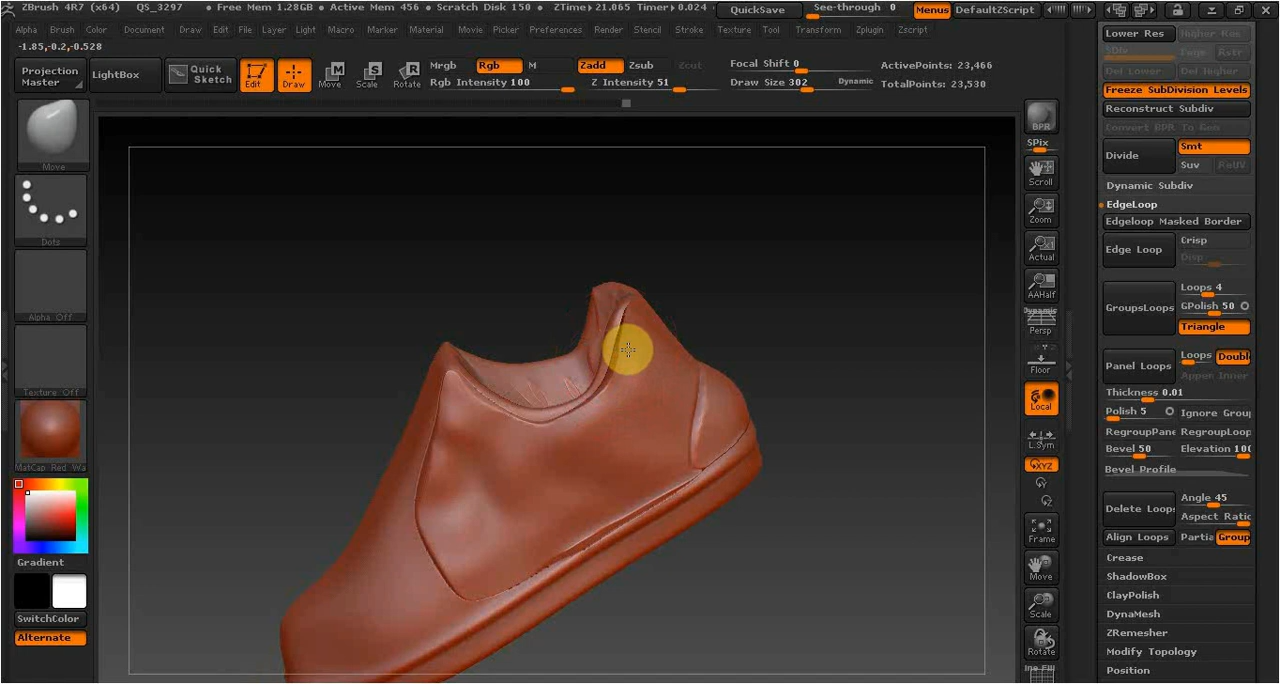 ZBrush 4R7 (x64) QS_3297 • Free Mem 1.28GB • Active Mem 456 • Scratch Disk 150 • ZTime▸21.065 Timer▸0.024 QuickSave See-through 0 Menus DefaultZScript
Alpha Brush Color Document Draw Edit File Layer Light Macro Marker Material Movie Picker Preferences Render Stencil Stroke Texture Tool Transform Zplugin Zscript
-1.85,-0.2,-0.528
Projection
Master
LightBox
Quick
Sketch
Edit
Draw
Move
Scale
Rotate
Mrgb Rgb M
Rgb Intensity 100
Zadd Zsub Zcut
Z Intensity 51
Focal Shift 0
Draw Size 302 Dynamic
ActivePoints: 23,466
TotalPoints: 23,530
Move
Dots
Alpha Off
Texture Off
MatCap Red Wa
Gradient
SwitchColor
Alternate
BPR
SPix
Scroll
Zoom
Actual
AAHalf
Dynamic
Persp
Floor
Local
L.Sym
XYZ
Frame
Move
Scale
Rotate
Line Fill
Lower Res Higher Res
SDiv Cage Rstr
Del Lower Del Higher
Freeze SubDivision Levels
Reconstruct Subdiv
Convert BPR To Geo
Divide
Smt
Suv ReUV
Dynamic Subdiv
EdgeLoop
Edgeloop Masked Border
Edge Loop
Crisp
Disp
GroupsLoops
Loops 4
GPolish 50
Triangle
Panel Loops
Loops Doubl
Appen Inner
Thickness 0.01
Polish 5 Ignore Group
RegroupPane RegroupLoop
Bevel 50 Elevation 100
Bevel Profile
Delete Loops
Angle 45
Aspect Ratio
Align Loops Partia Group
Crease
ShadowBox
ClayPolish
DynaMesh
ZRemesher
Modify Topology
Position